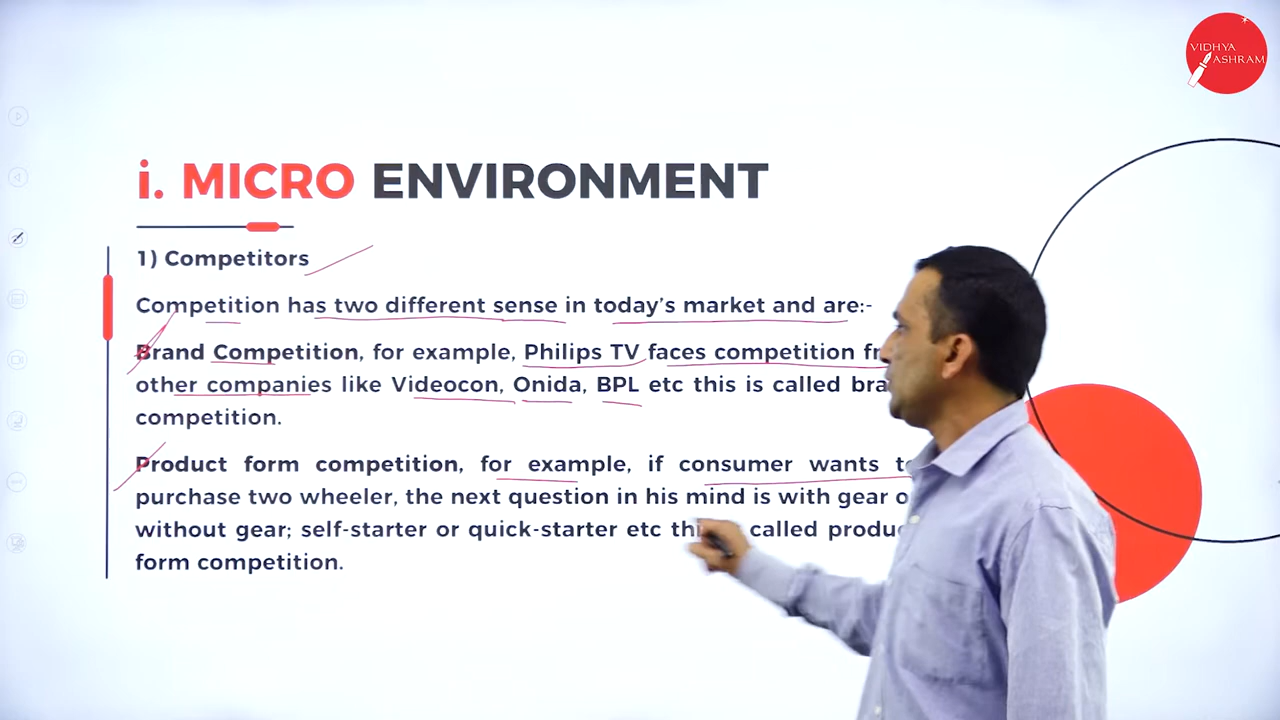 VIDHYA
ASHRAM
i. MICRO ENVIRONMENT
1) Competitors
Competition has two different sense in today's market and are:-
Brand Competition, for example, Philips TV faces competition
other companies like Videocon, Onida, BPL etc this is called
competition.
Product form competition, for example, if consumer wants
purchase two wheeler, the next question in his mind is with gear
without gear; self-starter or quick-starter etc called
form competition.